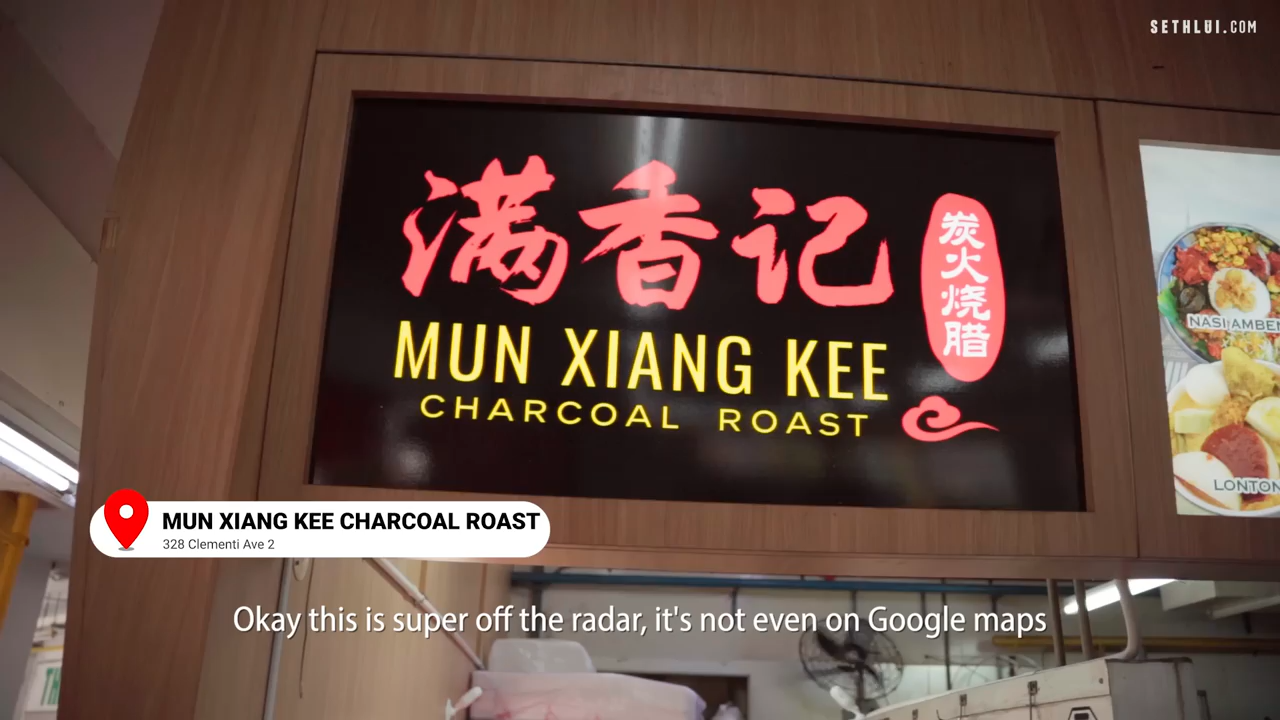 SETHLUI.COM
满香记
炭火烧腊
MUN XIANG KEE
CHARCOAL ROAST
NASI AMBEN
LONTON
MUN XIANG KEE CHARCOAL ROAST
328 Clementi Ave 2
Okay this is super off the radar, it's not even on Google maps